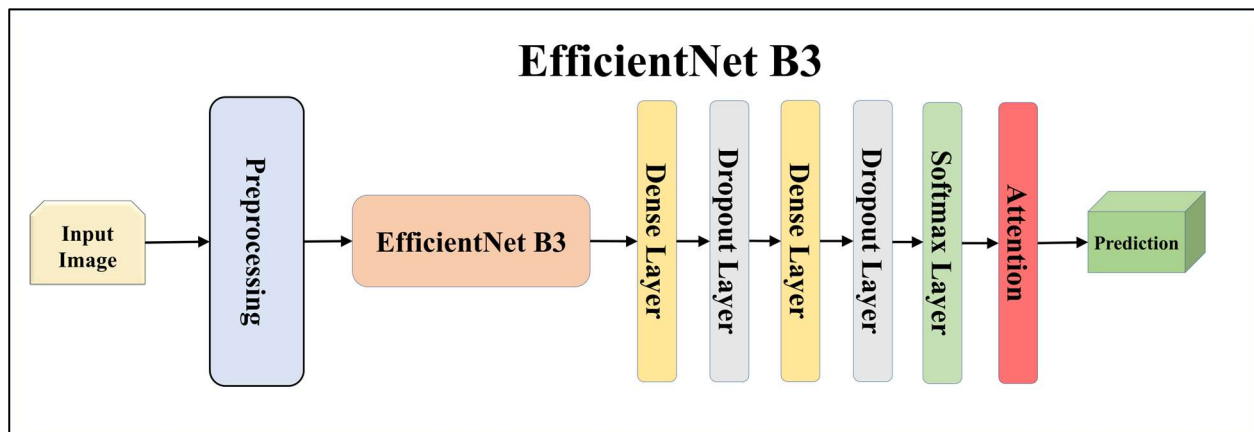 EfficientNet B3
Input
Image
Preprocessing
EfficientNet B3
Dense Layer
Dropout Layer
Dense Layer
Dropout Layer
Softmax Layer
Attention
Prediction